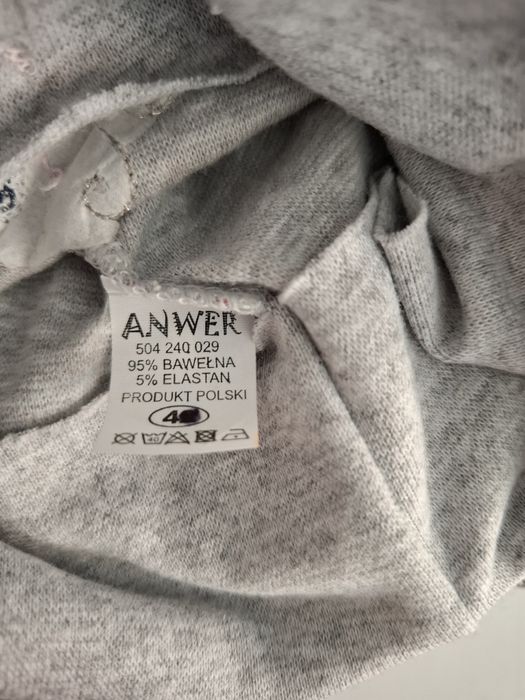 ANWER
504 240 029
95% BAWEŁNA
5% ELASTAN
PRODUKT POLSKI
40